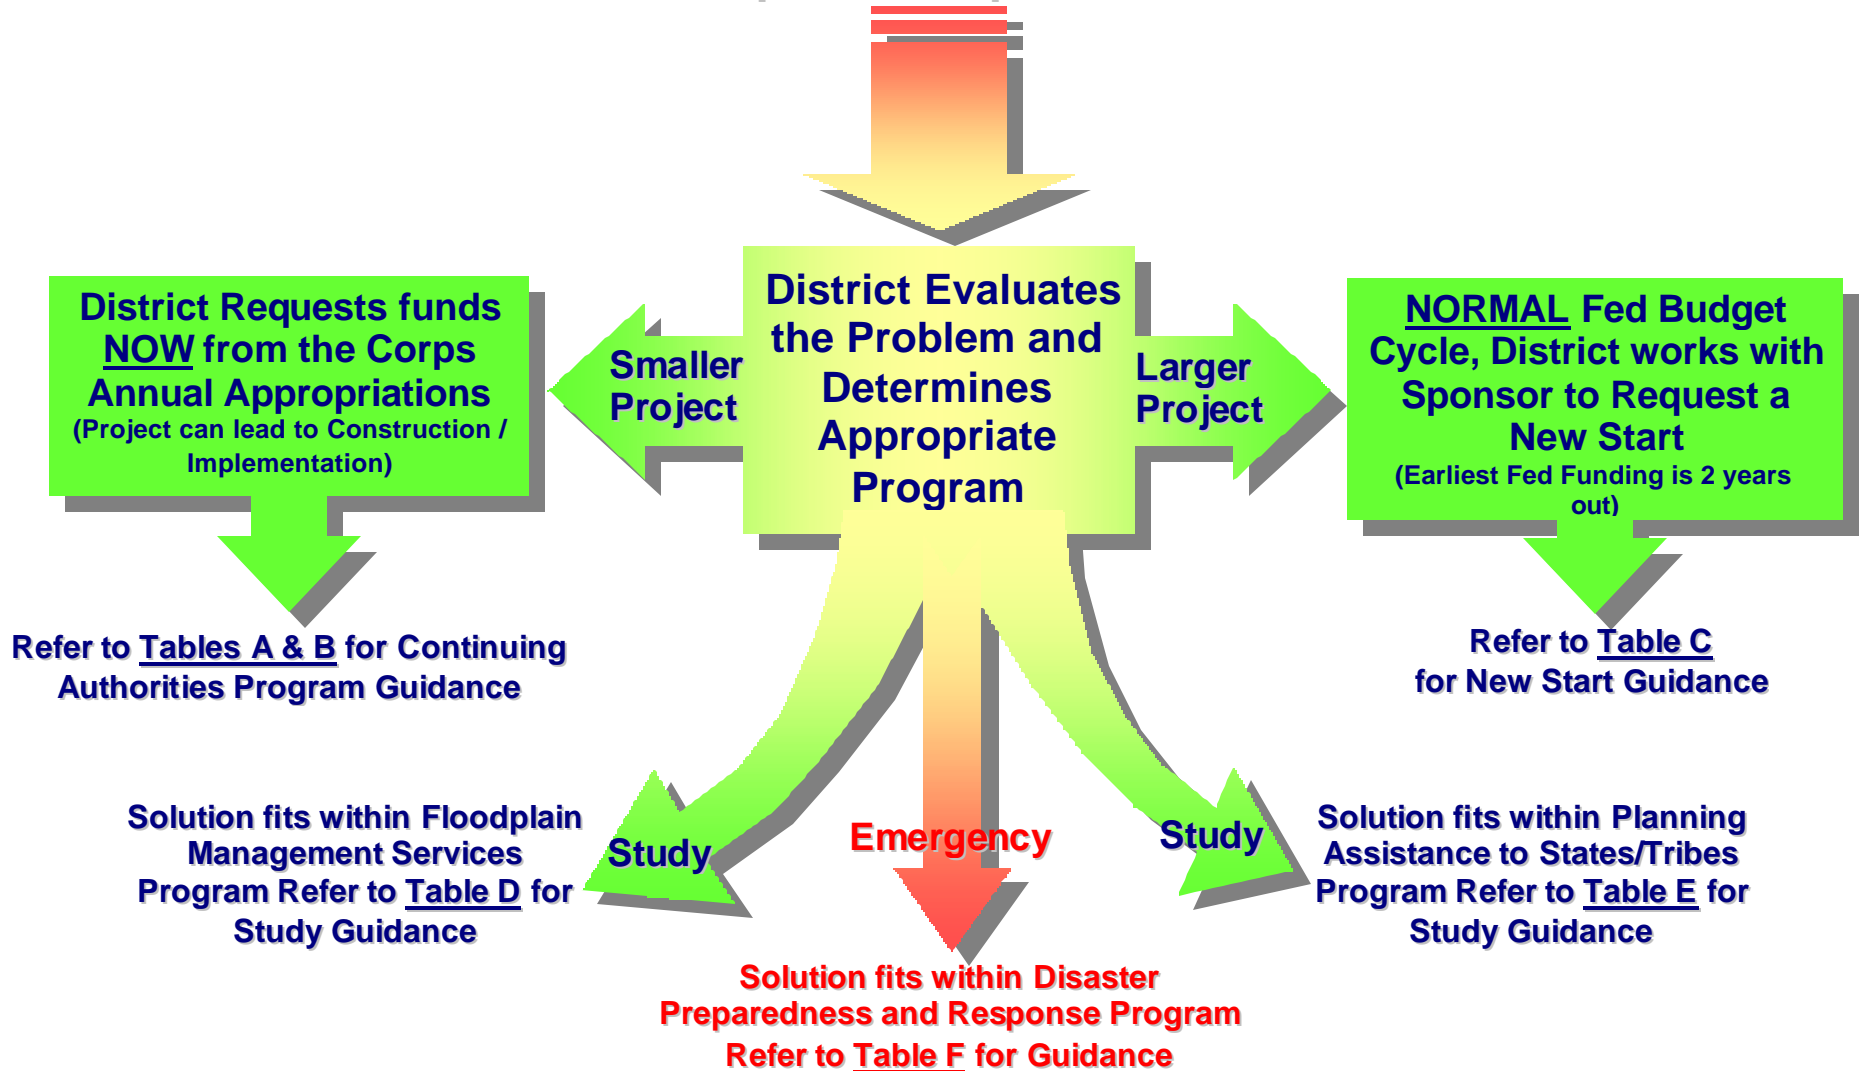 District Evaluates
the Problem and
Determines
Appropriate
Program
District Requests funds
NOW from the Corps
Annual Appropriations
(Project can lead to Construction /
Implementation)
Smaller
Project
Larger
Project
NORMAL Fed Budget
Cycle, District works with
Sponsor to Request a
New Start
(Earliest Fed Funding is 2 years
out)
Refer to Tables A & B for Continuing
Authorities Program Guidance
Refer to Table C
for New Start Guidance
Solution fits within Floodplain
Management Services
Program Refer to Table D for
Study Guidance
Study
Emergency
Study
Solution fits within Planning
Assistance to States/Tribes
Program Refer to Table E for
Study Guidance
Solution fits within Disaster
Preparedness and Response Program
Refer to Table F for Guidance